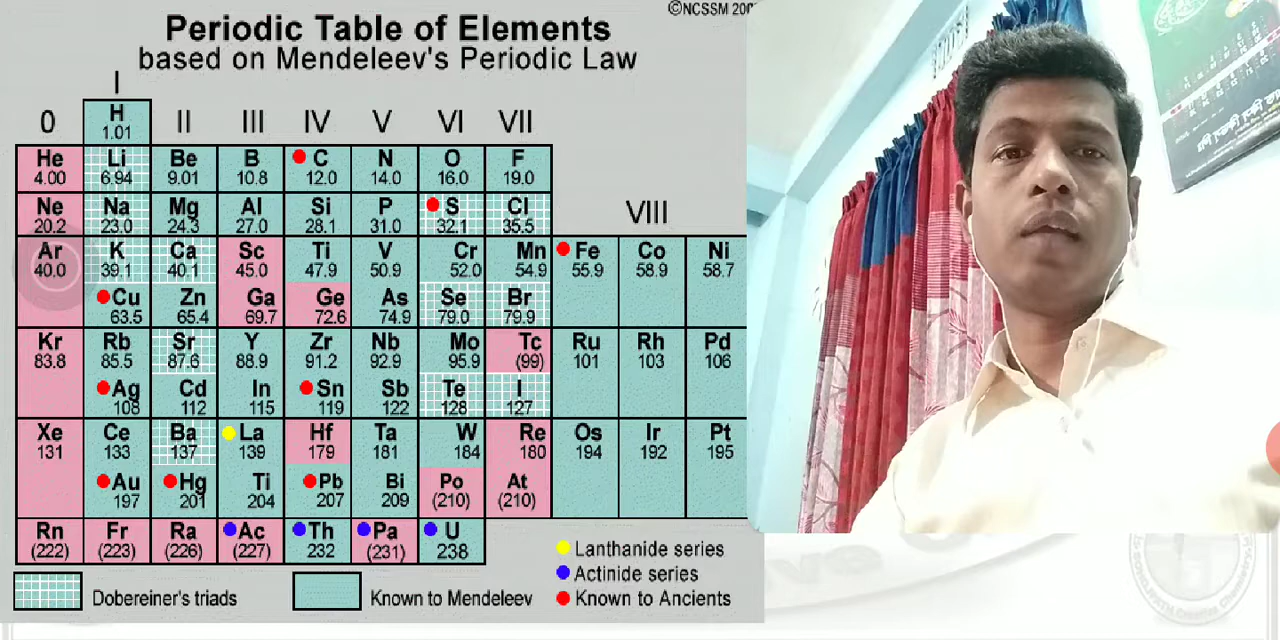 ©NCSSM 200
Periodic Table of Elements
based on Mendeleev's Periodic Law
I
0 H II III IV V VI VII
1.01
He Li Be B C N O F
4.00 6.94 9.01 10.8 12.0 14.0 16.0 19.0
Ne Na Mg Al Si P S Cl VIII
20.2 23.0 24.3 27.0 28.1 31.0 32.1 35.5
Ar K Ca Sc Ti V Cr Mn Fe Co Ni
40.0 39.1 40.1 45.0 47.9 50.9 52.0 54.9 55.9 58.9 58.7
Cu Zn Ga Ge As Se Br
63.5 65.4 69.7 72.6 74.9 79.0 79.9
Kr Rb Sr Y Zr Nb Mo Tc Ru Rh Pd
83.8 85.5 87.6 88.9 91.2 92.9 95.9 (99) 101 103 106
Ag Cd In Sn Sb Te I
108 112 115 119 122 128 127
Xe Ce Ba La Hf Ta W Re Os Ir Pt
131 133 137 139 179 181 184 180 194 192 195
Au Hg Ti Pb Bi Po At
197 201 204 207 209 (210) (210)
Rn Fr Ra Ac Th Pa U
(222) (223) (226) (227) 232 (231) 238
Lanthanide series
Actinide series
Dobereiner's triads Known to Mendeleev Known to Ancients